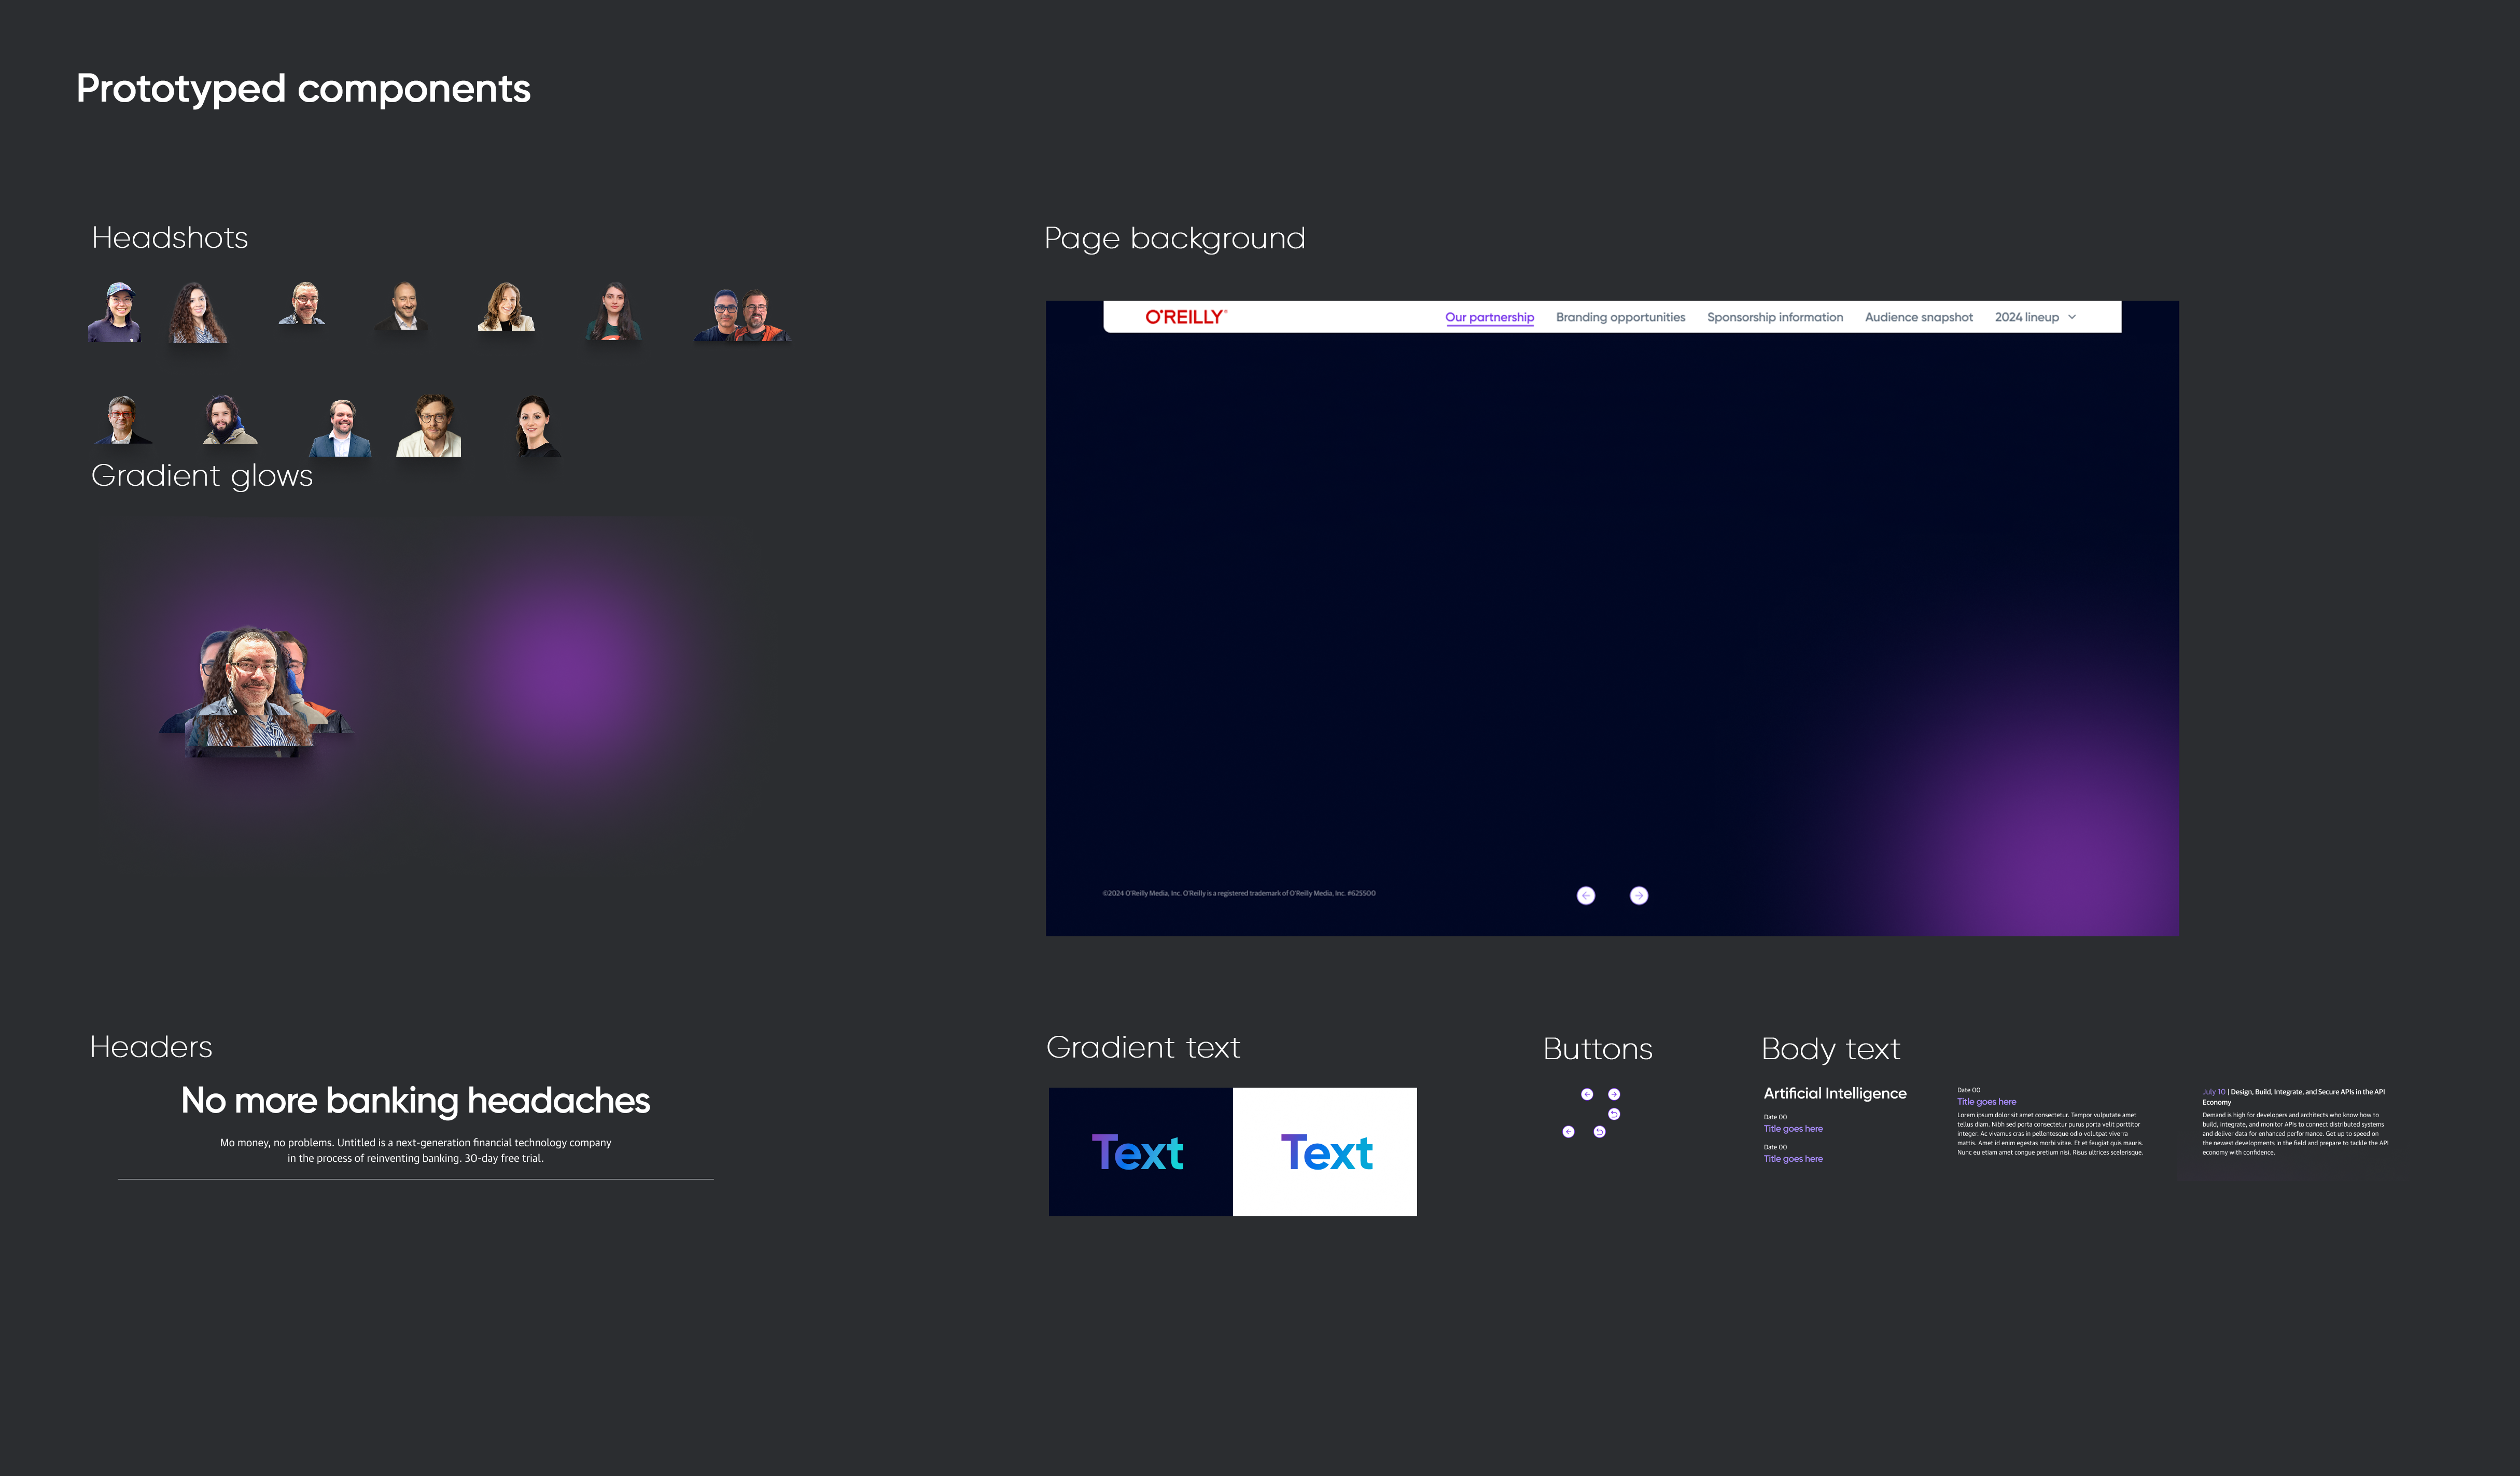 Prototyped components
Headshots
Gradient glows
Page background
O'REILLY®
Our partnership
Branding opportunities
Sponsorship information
Audience snapshot
2024 lineup
©2024 O'Reilly Media, Inc. O'Reilly is a registered trademark of O'Reilly Media, Inc. #625500
Headers
No more banking headaches
Mo money, no problems. Untitled is a next-generation financial technology company
in the process of reinventing banking. 30-day free trial.
Gradient text
Text
Text
Buttons
Body text
Artificial Intelligence
Date 00
Title goes here
Date 00
Title goes here
Date 00
Title goes here
Lorem ipsum dolor sit amet consectetur. Tempor vulputate amet
tellus diam. Nibh sed porta consectetur purus porta velit porttitor
integer. Ac vivamus cras in pellentesque odio volutpat viverra
mattis. Amet id enim egestas morbi vitae. Et et feugiat quis mauris.
Nunc eu etiam amet congue pretium nisi. Risus ultrices scelerisque.
July 10 | Design, Build, Integrate, and Secure APIs in the API
Economy
Demand is high for developers and architects who know how to
build, integrate, and monitor APIs to connect distributed systems
and deliver data for enhanced performance. Get up to speed on
the newest developments in the field and prepare to tackle the API
economy with confidence.